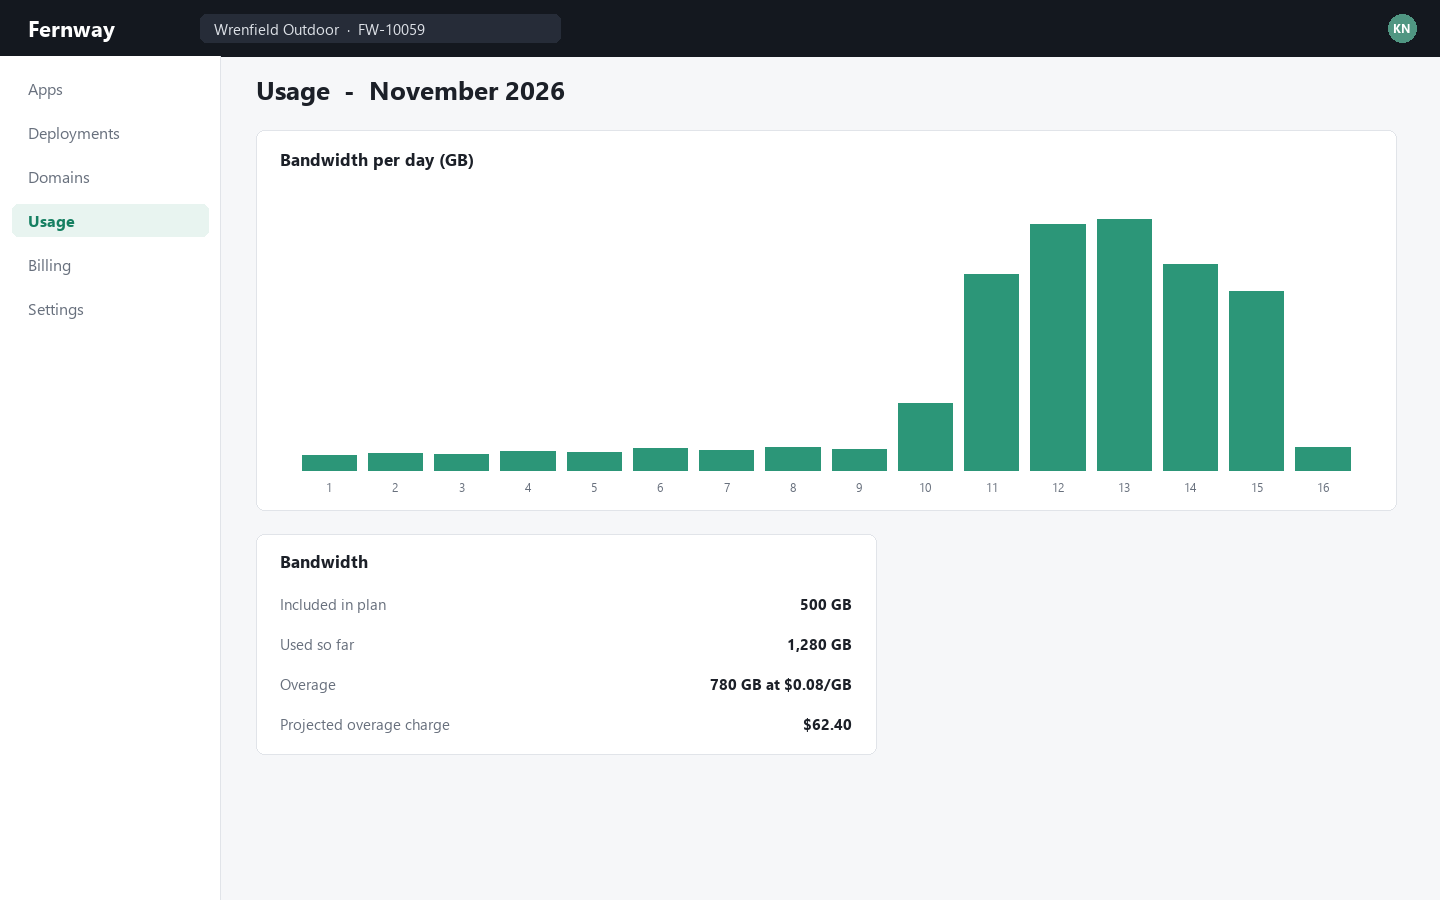 Fernway
Wrenfield Outdoor · FW-10059
KN
Apps
Deployments
Domains
Usage
Billing
Settings
Usage - November 2026
Bandwidth per day (GB)
1 2 3 4 5 6 7 8 9 10 11 12 13 14 15 16
Bandwidth
Included in plan 500 GB
Used so far 1,280 GB
Overage 780 GB at $0.08/GB
Projected overage charge $62.40